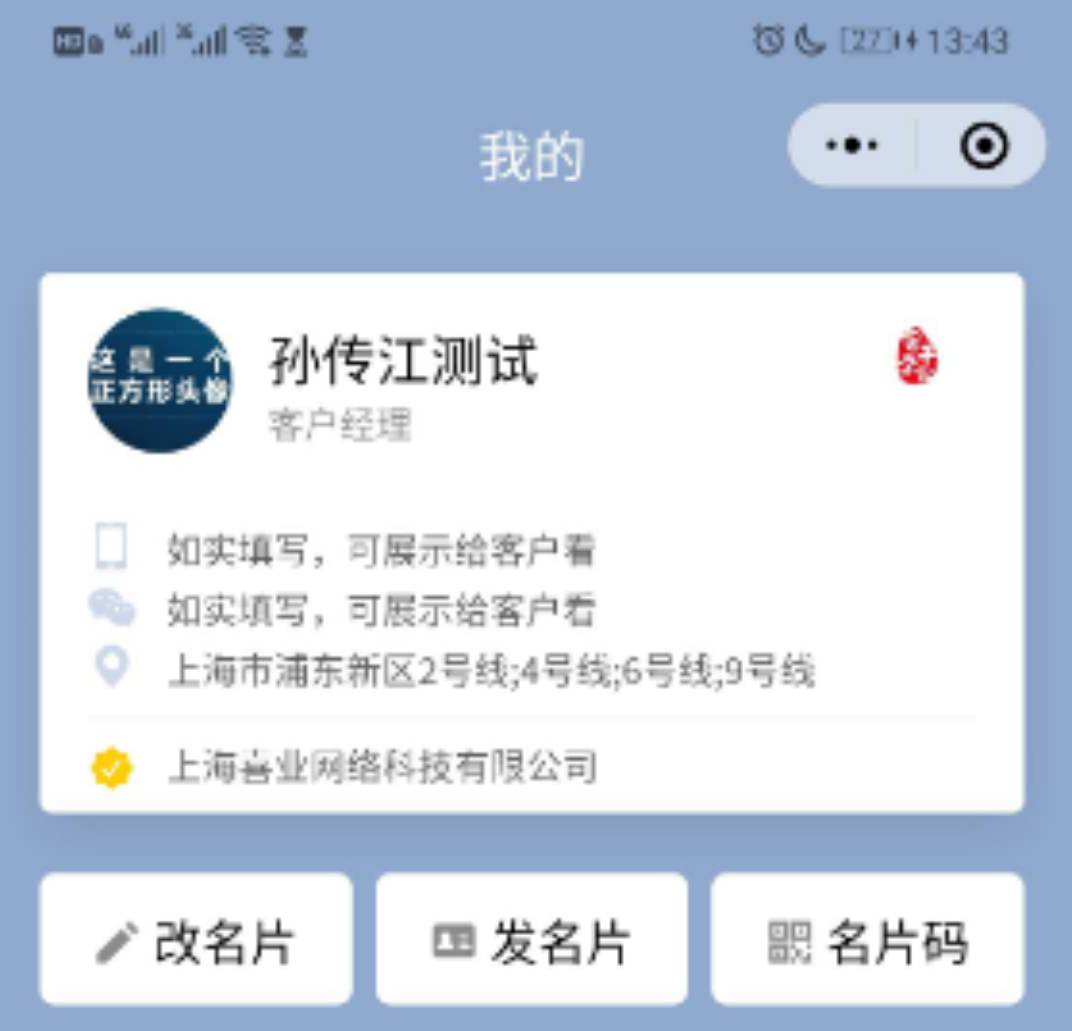 13:43
我的
这是一个
正方形头像
孙传江测试
客户经理
如实填写，可展示给客户看
如实填写，可展示给客户看
上海市浦东新区2号线;4号线;6号线;9号线
上海喜业网络科技有限公司
改名片
发名片
名片码